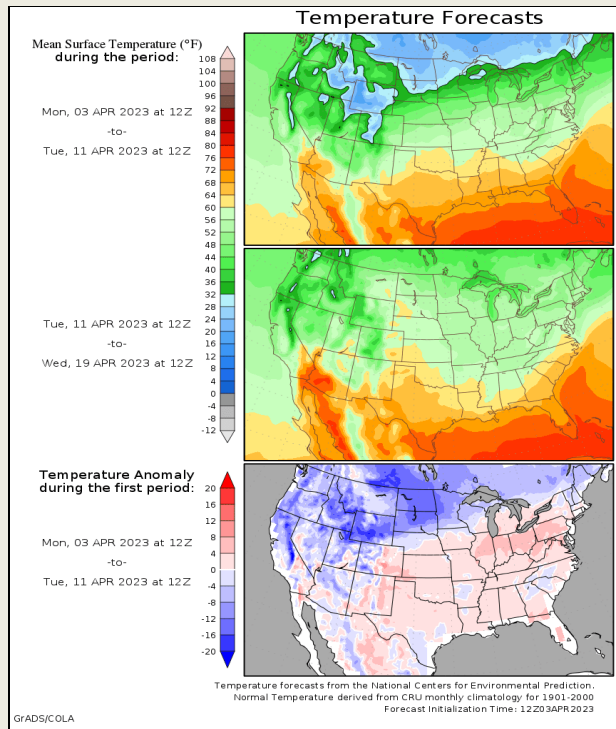 Temperature Forecasts
Mean Surface Temperature (°F)
during the period:
Mon, 03 APR 2023 at 12Z
-to-
Tue, 11 APR 2023 at 12Z
108
104
100
96
92
88
84
80
76
72
68
64
60
56
52
48
44
40
36
32
28
24
20
16
12
8
4
0
-4
-8
-12
Tue, 11 APR 2023 at 12Z
-to-
Wed, 19 APR 2023 at 12Z
Temperature Anomaly
during the first period:
Mon, 03 APR 2023 at 12Z
-to-
Tue, 11 APR 2023 at 12Z
20
16
12
8
4
0
-4
-8
-12
-16
-20
Temperature forecasts from the National Centers for Environmental Prediction.
Normal Temperature derived from CRU monthly climatology for 1901-2000
Forecast Initialization Time: 12Z03APR2023
GrADS/COLA